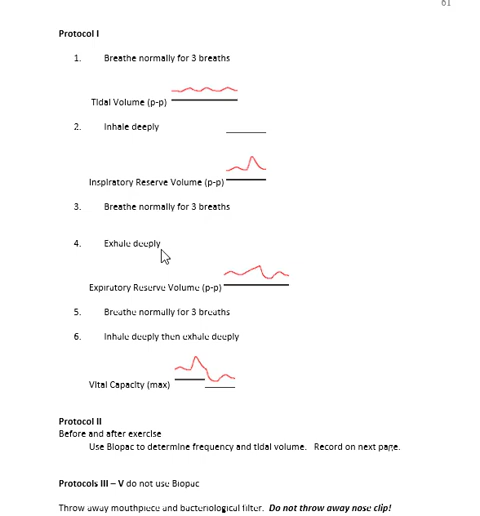 61
Protocol I
1. Breathe normally for 3 breaths
Tidal Volume (p-p)
2. Inhale deeply
Inspiratory Reserve Volume (p-p)
3. Breathe normally for 3 breaths
4. Exhale deeply
Expiratory Reserve Volume (p-p)
5. Breathe normally for 3 breaths
6. Inhale deeply then exhale deeply
Vital Capacity (max)
Protocol II
Before and after exercise
Use Biopac to determine frequency and tidal volume. Record on next page.
Protocols III – V do not use Biopac
Throw away mouthpiece and bacteriological filter. Do not throw away nose clip!